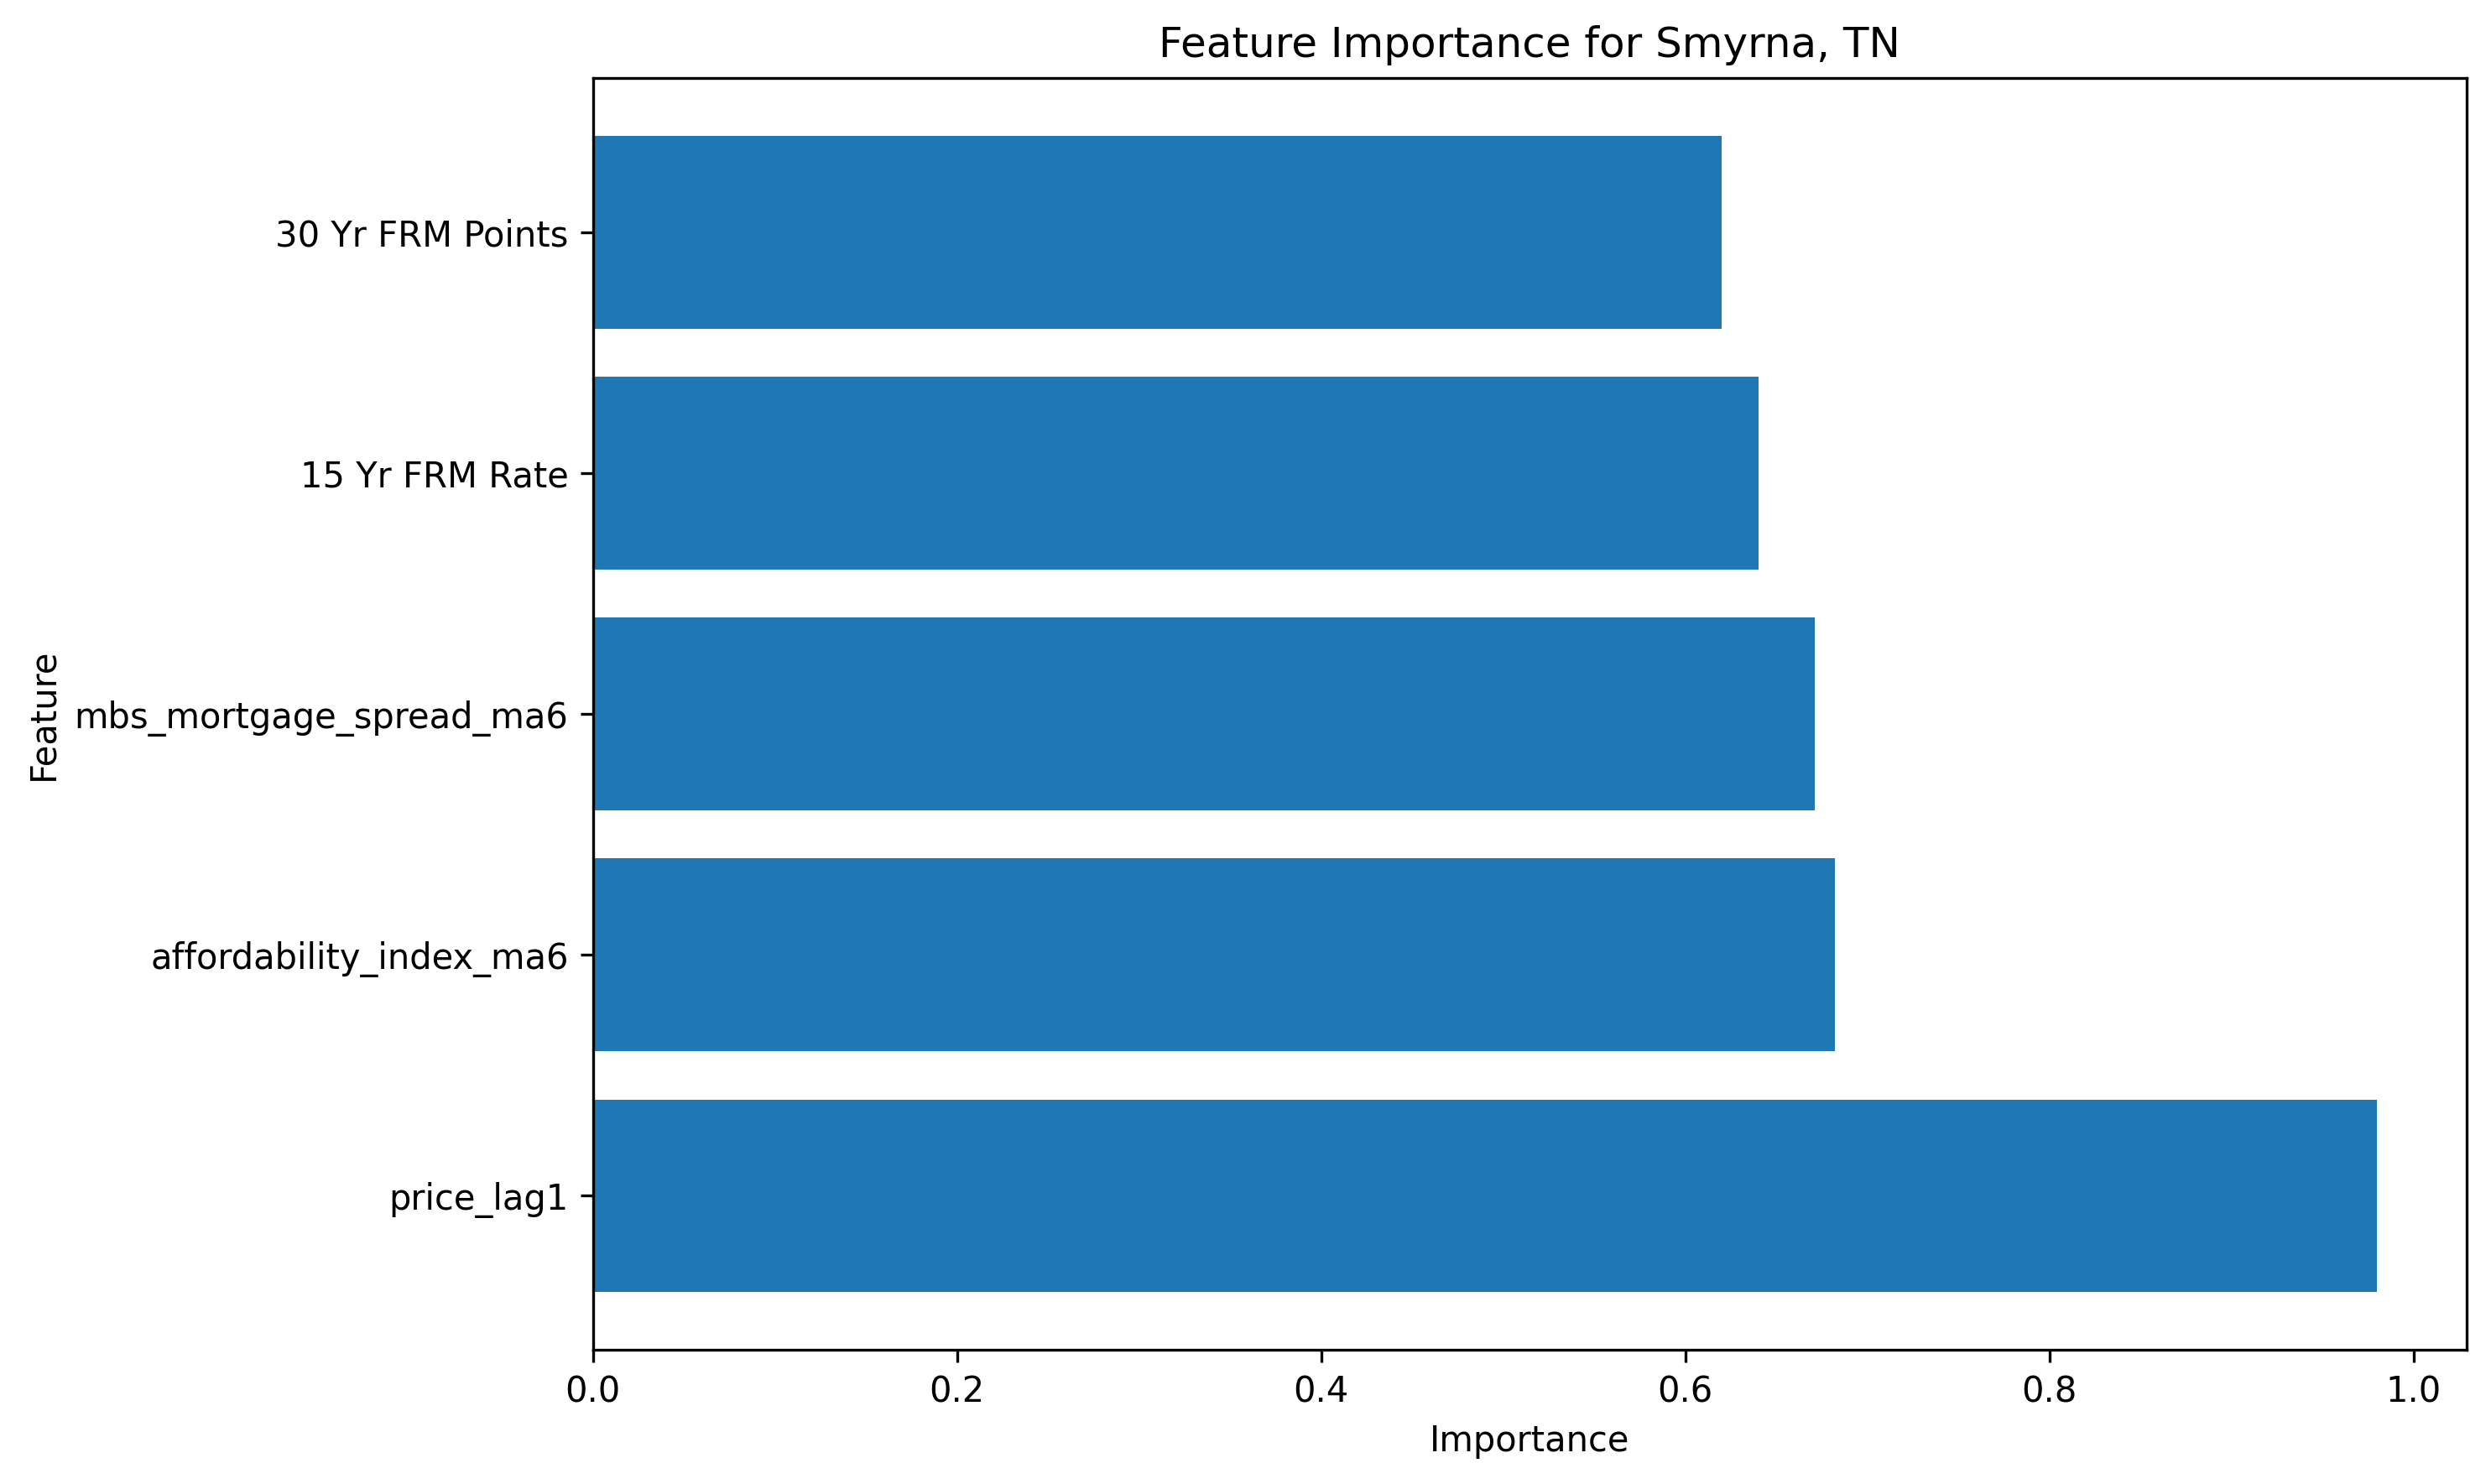 Feature Importance for Smyrna, TN
30 Yr FRM Points
15 Yr FRM Rate
mbs_mortgage_spread_ma6
affordability_index_ma6
price_lag1
Feature
0.0 0.2 0.4 0.6 0.8 1.0
Importance